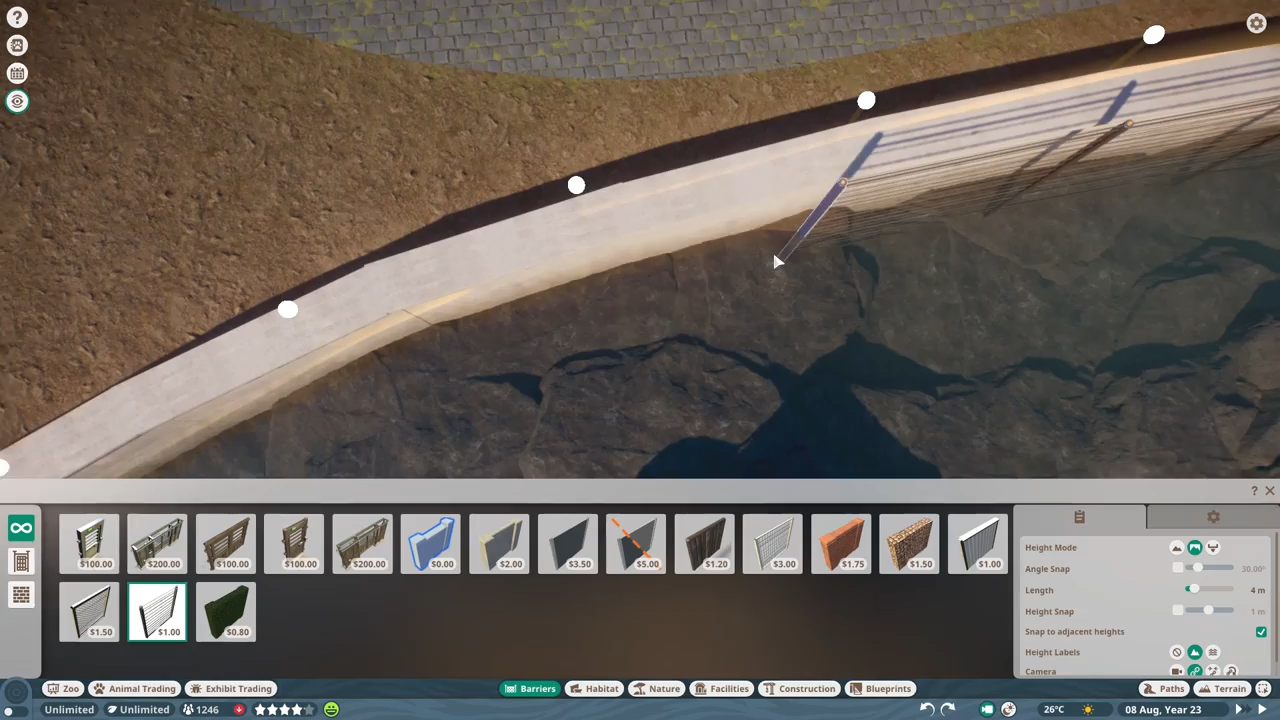 ?
? ×
$100.00 $200.00 $100.00 $100.00 $200.00 $0.00 $2.00 $3.50 $5.00 $1.20 $3.00 $1.75 $1.50 $1.00
$1.50 $1.00 $0.80
Height Mode
Angle Snap 30.00°
Length 4 m
Height Snap 1 m
Snap to adjacent heights
Height Labels
Camera
Zoo Animal Trading Exhibit Trading Barriers Habitat Nature Facilities Construction Blueprints Paths Terrain
Unlimited Unlimited 1246 26°C 08 Aug, Year 23